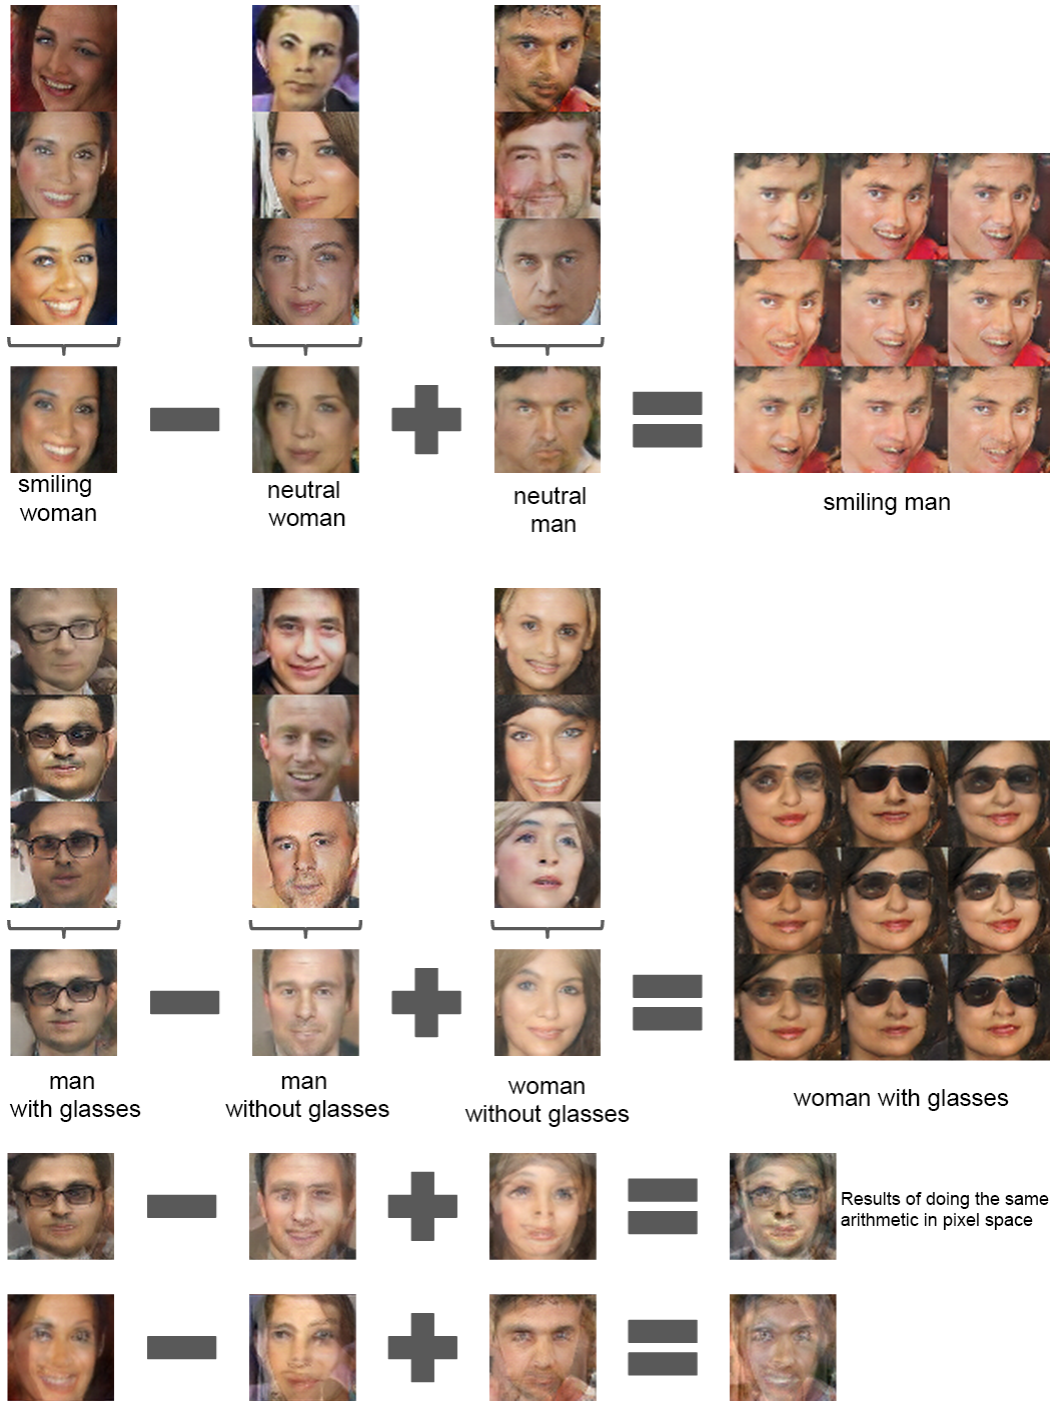 smiling
woman
neutral
woman
neutral
man
smiling man
man
with glasses
man
without glasses
woman
without glasses
woman with glasses
Results of doing the same
arithmetic in pixel space